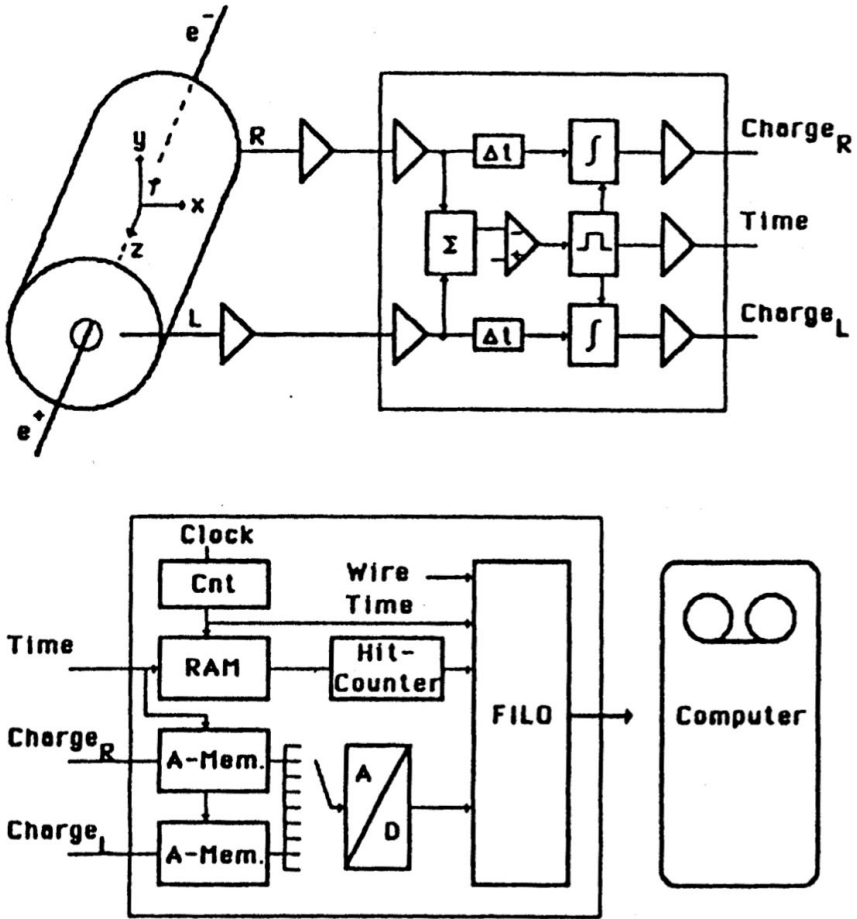 e⁻
R
y
r
x
z
L
e⁺
Δt
∫
Charge_R
Σ
−
+
Time
Δt
∫
Charge_L
Clock
Cnt
Wire
Time
Time
RAM
Hit-
Counter
FILO
Computer
Charge_R
A-Mem.
A
D
Charge_L
A-Mem.